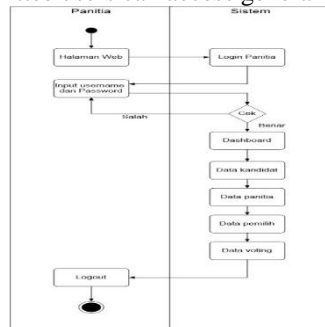 Panitia
Sistem
Halaman Web
Login Panitia
Input username
dan Password
Cek
Salah
Benar
Dashboard
Data kandidat
Data panitia
Data pemilih
Data voting
Logout